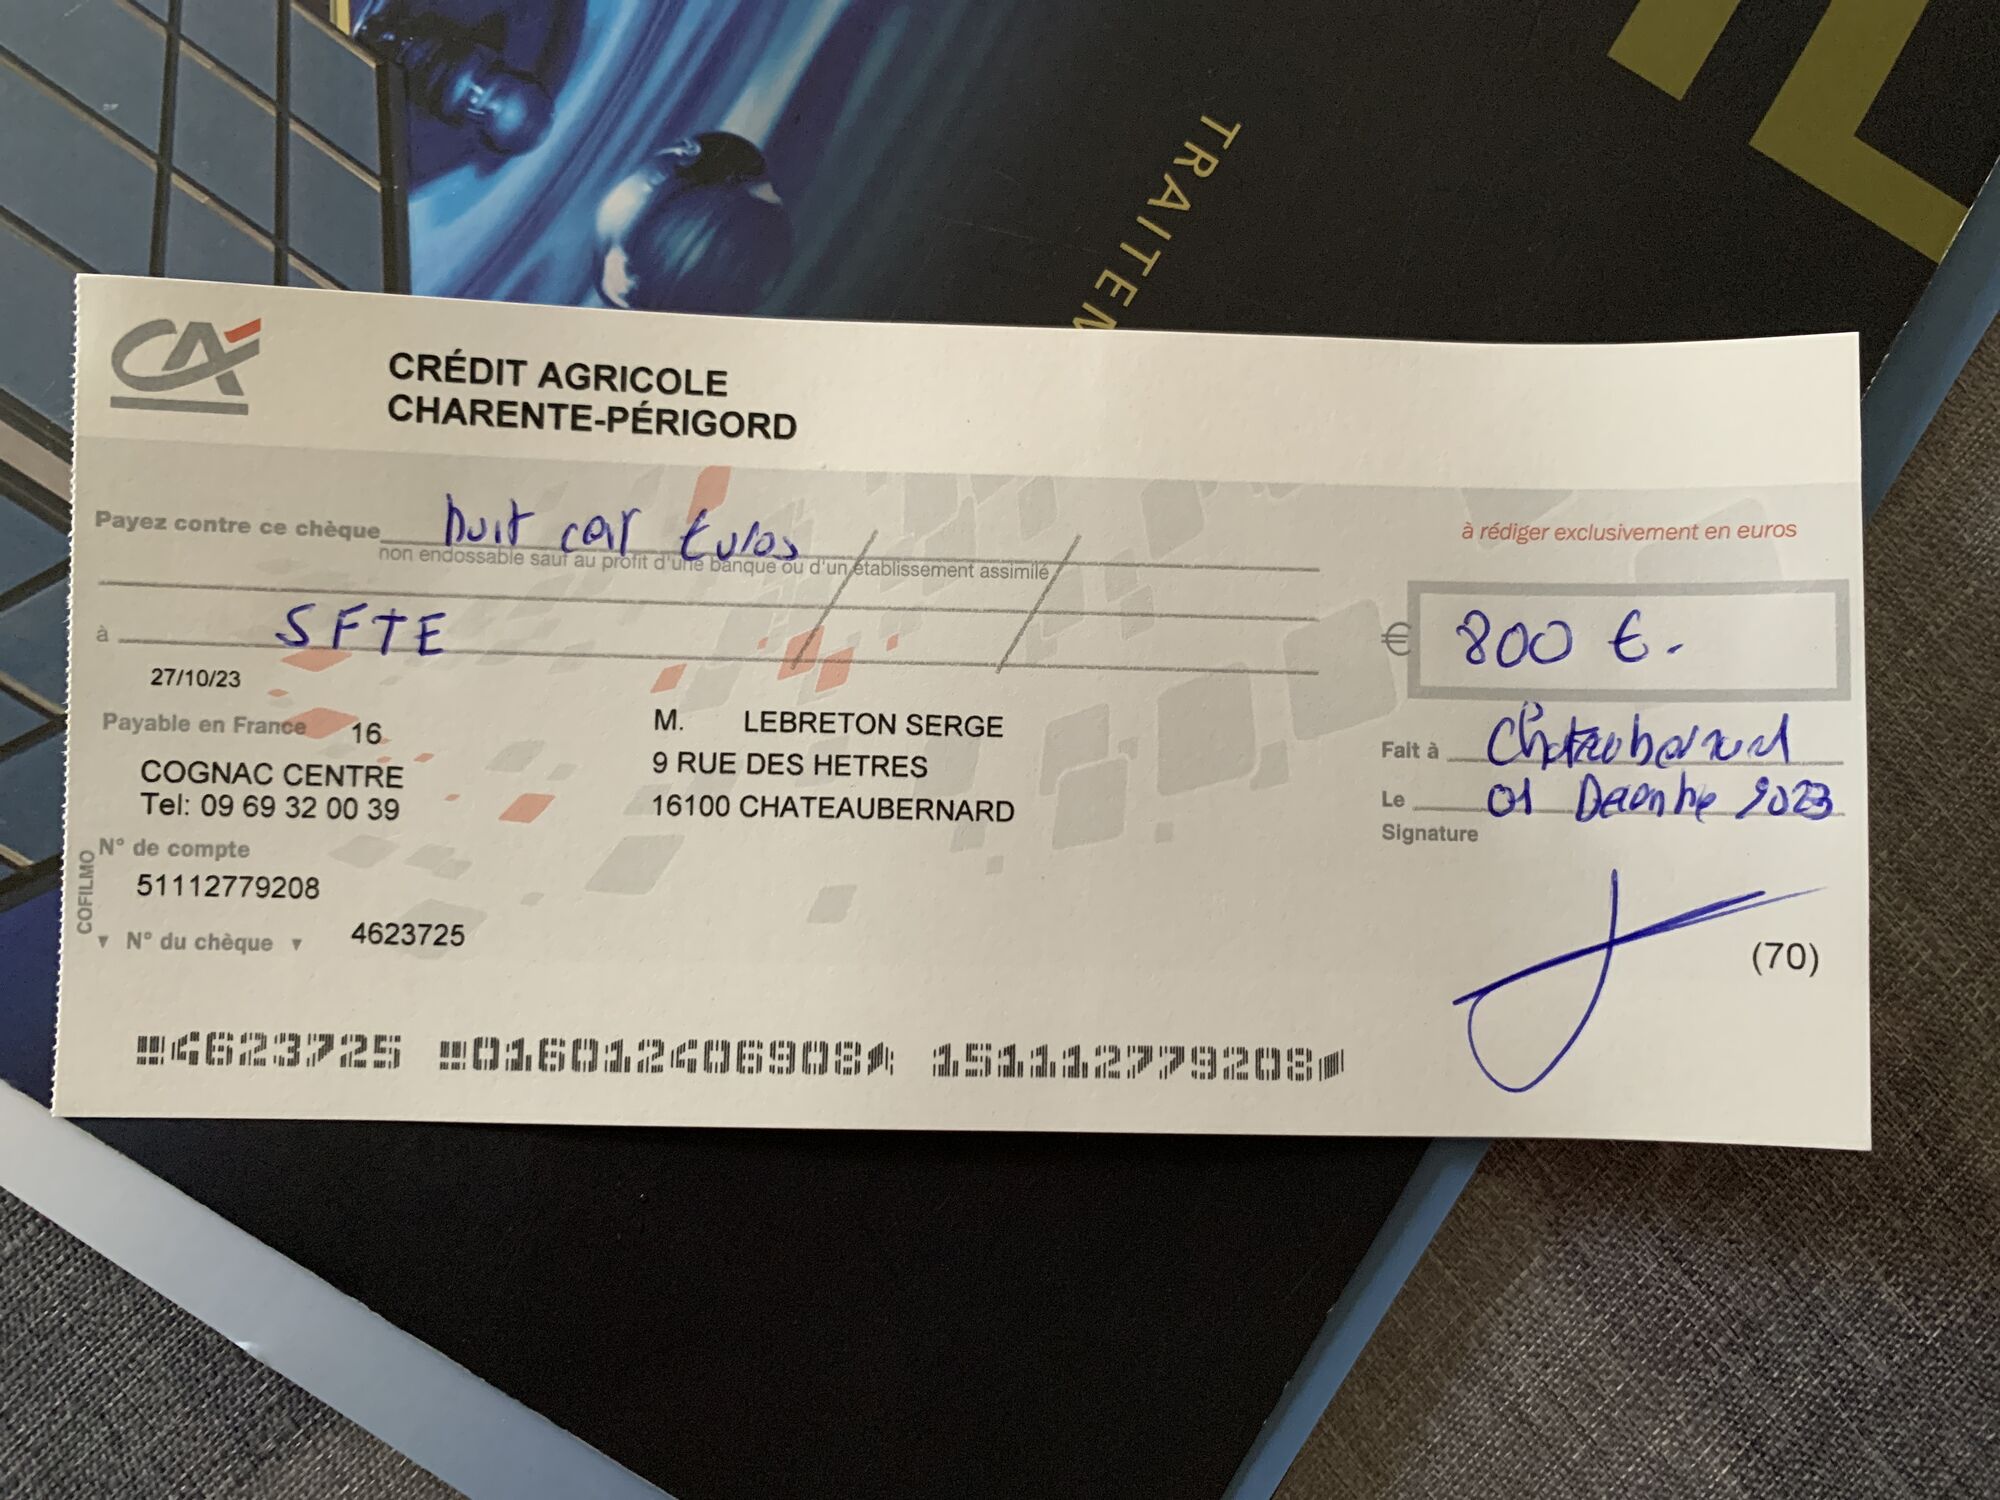 TRAITEM
CA
CRÉDIT AGRICOLE
CHARENTE-PÉRIGORD
Payez contre ce chèque huit car Euros
non endossable sauf au profit d'une banque ou d'un établissement assimilé
à rédiger exclusivement en euros
à SFTE
€ 800 €.
27/10/23
Payable en France 16
COGNAC CENTRE
Tel: 09 69 32 00 39
M. LEBRETON SERGE
9 RUE DES HETRES
16100 CHATEAUBERNARD
Fait à Chateaubernard
Le 01 Decembre 2023
Signature
N° de compte
51112779208
COFILMO
N° du chèque 4623725
(70)
4623725 016012406908 151112779208